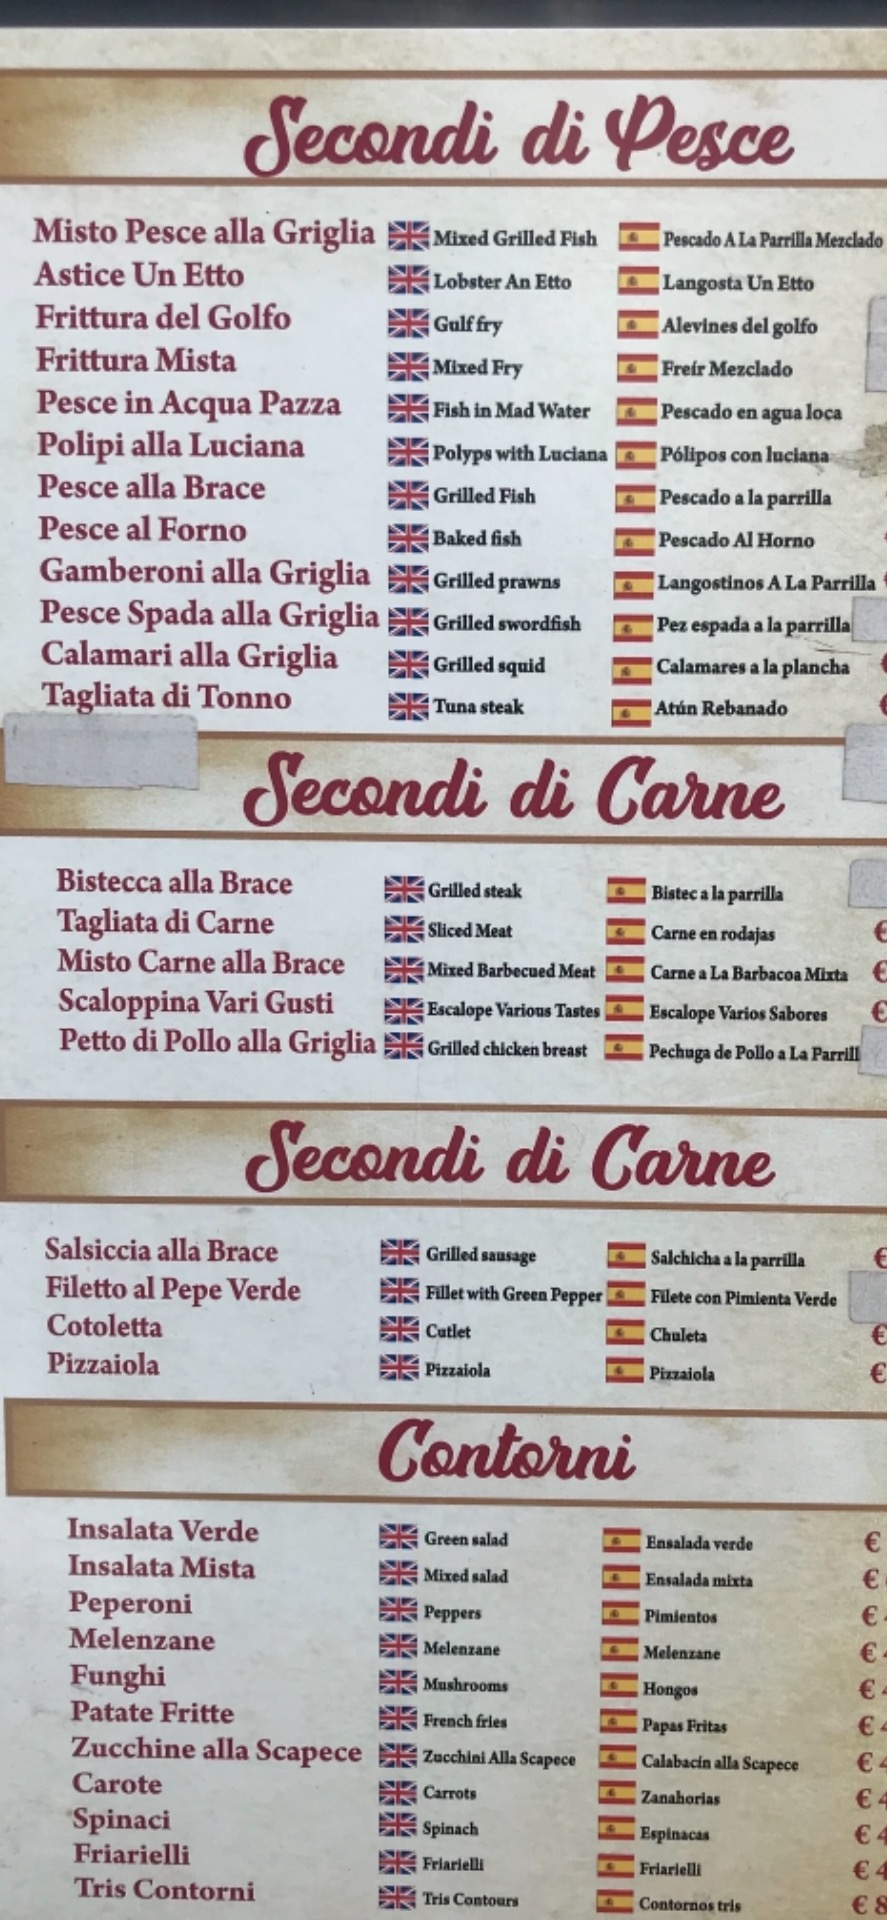 Secondi di Pesce
Misto Pesce alla Griglia Mixed Grilled Fish Pescado A La Parrilla Mezclado
Astice Un Etto Lobster An Etto Langosta Un Etto
Frittura del Golfo Gulf fry Alevines del golfo
Frittura Mista Mixed Fry Freír Mezclado
Pesce in Acqua Pazza Fish in Mad Water Pescado en agua loca
Polipi alla Luciana Polyps with Luciana Pólipos con luciana
Pesce alla Brace Grilled Fish Pescado a la parrilla
Pesce al Forno Baked fish Pescado Al Horno
Gamberoni alla Griglia Grilled prawns Langostinos A La Parrilla
Pesce Spada alla Griglia Grilled swordfish Pez espada a la parrilla
Calamari alla Griglia Grilled squid Calamares a la plancha
Tagliata di Tonno Tuna steak Atún Rebanado
Secondi di Carne
Bistecca alla Brace Grilled steak Bistec a la parrilla
Tagliata di Carne Sliced Meat Carne en rodajas €
Misto Carne alla Brace Mixed Barbecued Meat Carne a La Barbacoa Mixta €
Scaloppina Vari Gusti Escalope Various Tastes Escalope Varios Sabores €
Petto di Pollo alla Griglia Grilled chicken breast Pechuga de Pollo a La Parrill
Secondi di Carne
Salsiccia alla Brace Grilled sausage Salchicha a la parrilla €
Filetto al Pepe Verde Fillet with Green Pepper Filete con Pimienta Verde
Cotoletta Cutlet Chuleta €
Pizzaiola Pizzaiola Pizzaiola €
Contorni
Insalata Verde Green salad Ensalada verde €
Insalata Mista Mixed salad Ensalada mixta €
Peperoni Peppers Pimientos € 4
Melenzane Melenzane Melenzane € 4
Funghi Mushrooms Hongos € 4
Patate Fritte French fries Papas Fritas € 4
Zucchine alla Scapece Zucchini Alla Scapece Calabacín alla Scapece € 4
Carote Carrots Zanahorias € 4
Spinaci Spinach Espinacas € 4
Friarielli Friarielli Friarielli € 4
Tris Contorni Tris Contours Contornos tris € 8